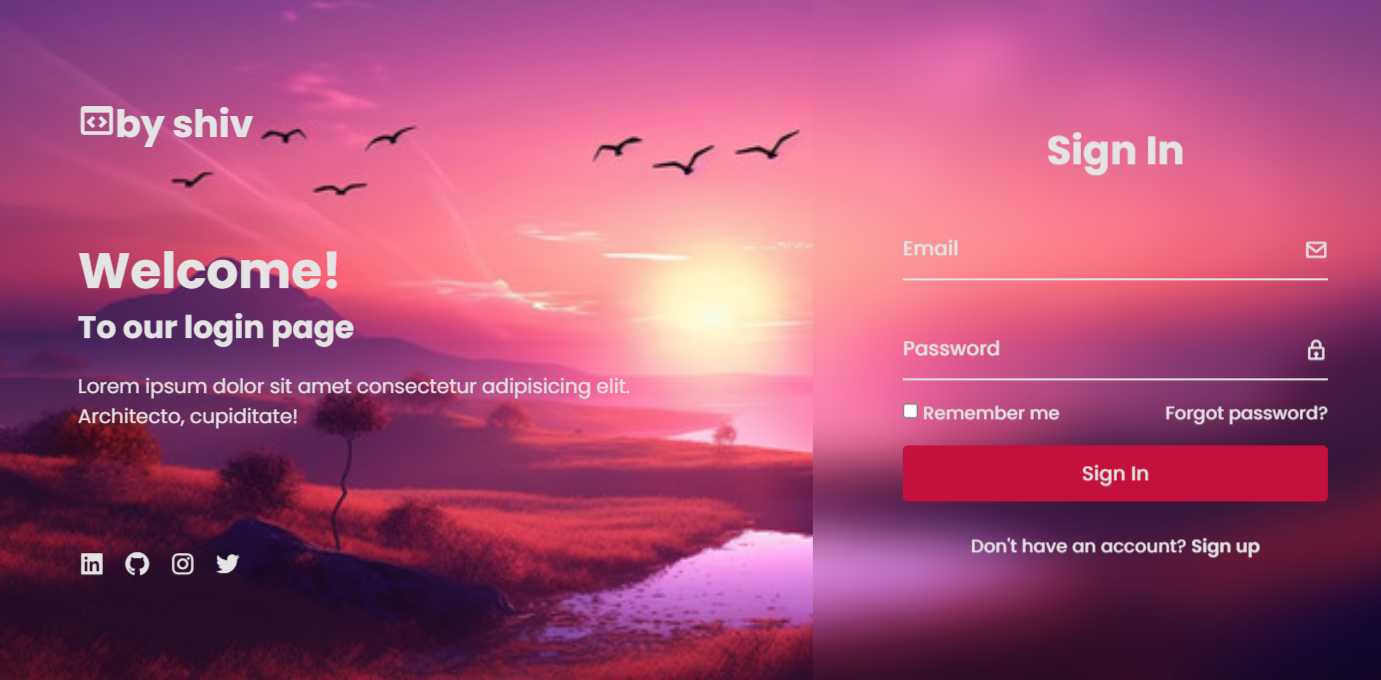 by shiv
Welcome!
To our login page
Lorem ipsum dolor sit amet consectetur adipisicing elit.
Architecto, cupiditate!
Sign In
Email
Password
Remember me Forgot password?
Sign In
Don't have an account? Sign up